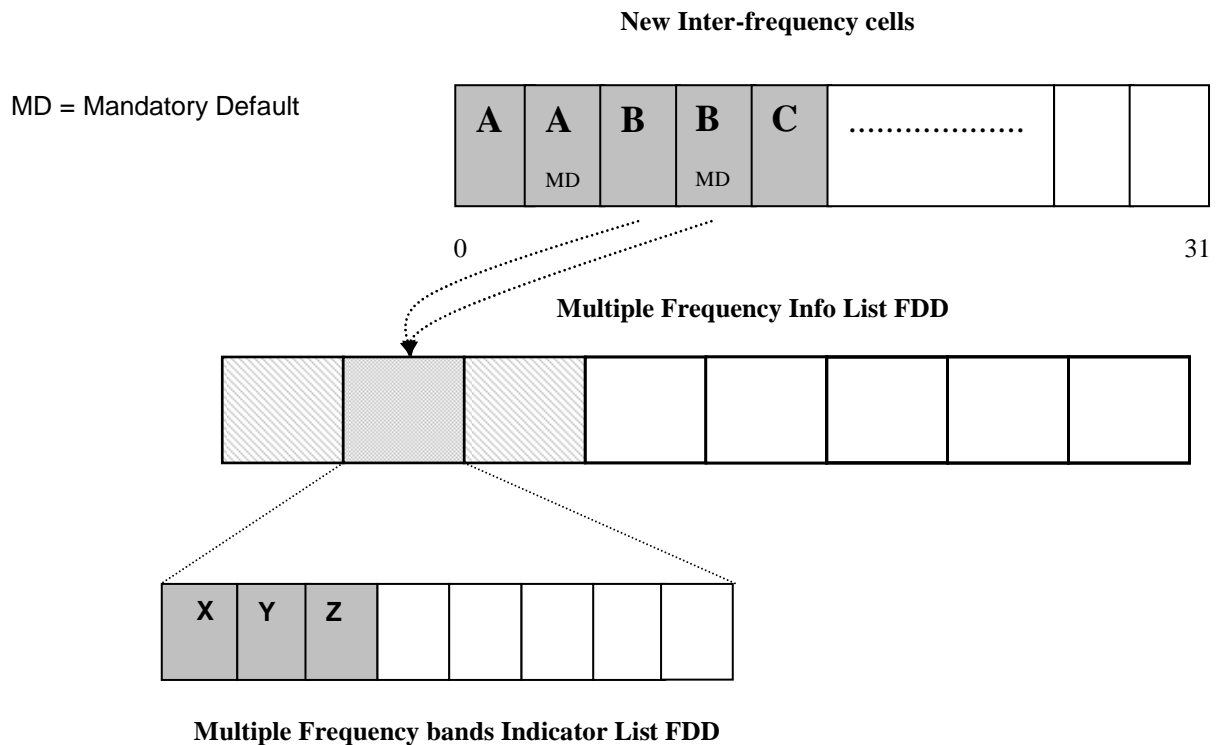 New Inter-frequency cells
MD = Mandatory Default
A A B B C ...................
MD MD
0 31
Multiple Frequency Info List FDD
X Y Z
Multiple Frequency bands Indicator List FDD